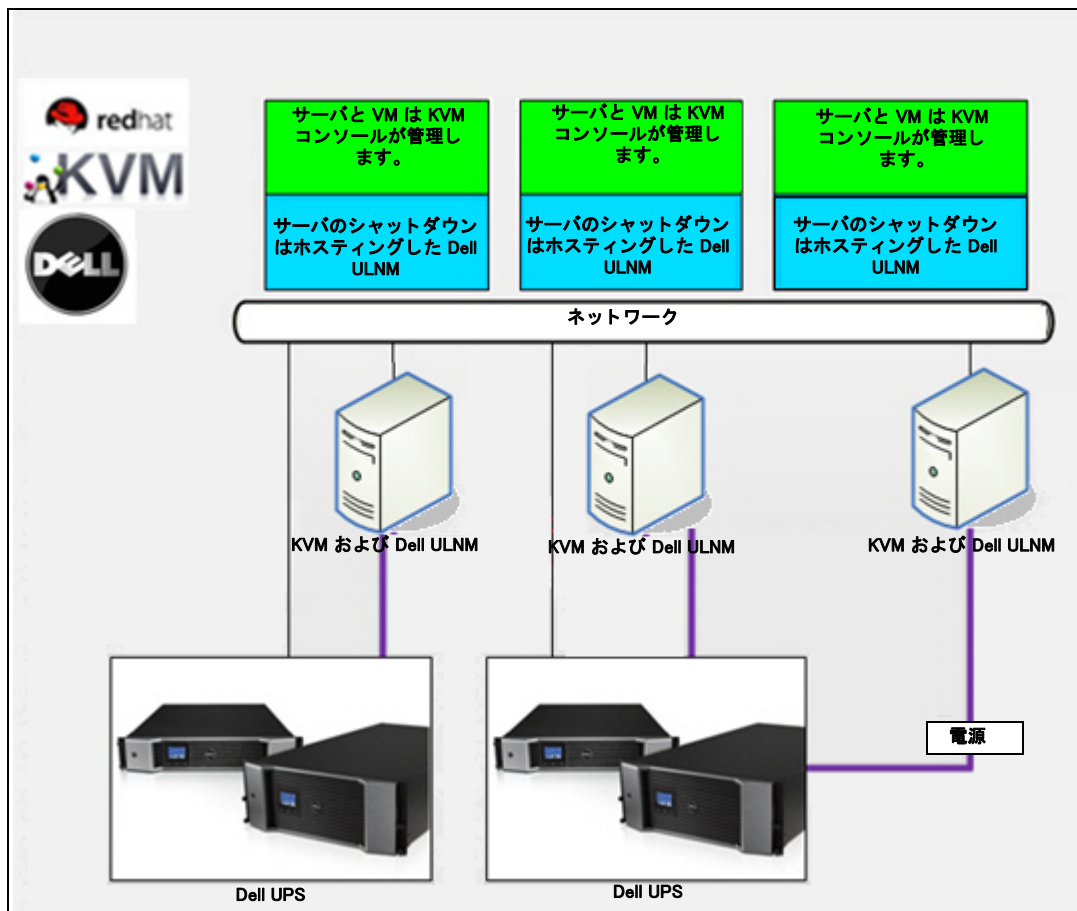 redhat
KVM
DELL
サーバと VM は KVM
コンソールが管理し
ます。
サーバのシャットダウン
はホスティングした Dell
ULNM
サーバと VM は KVM
コンソールが管理し
ます。
サーバのシャットダウン
はホスティングした Dell
ULNM
サーバと VM は KVM
コンソールが管理し
ます。
サーバのシャットダウン
はホスティングした Dell
ULNM
ネットワーク
KVM および Dell ULNM
KVM および Dell ULNM
KVM および Dell ULNM
電源
Dell UPS
Dell UPS